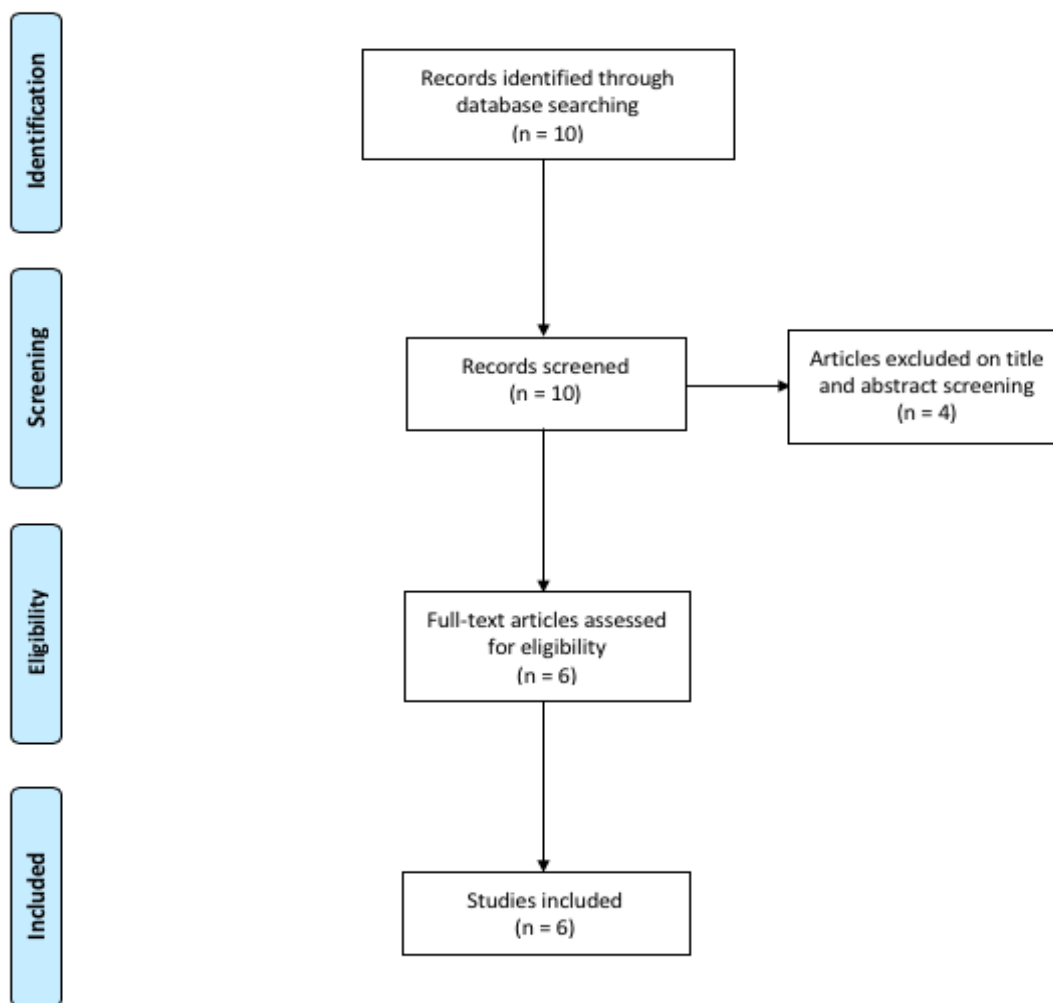 Identification
Records identified through
database searching
(n = 10)
Screening
Records screened
(n = 10)
Articles excluded on title
and abstract screening
(n = 4)
Eligibility
Full-text articles assessed
for eligibility
(n = 6)
Included
Studies included
(n = 6)